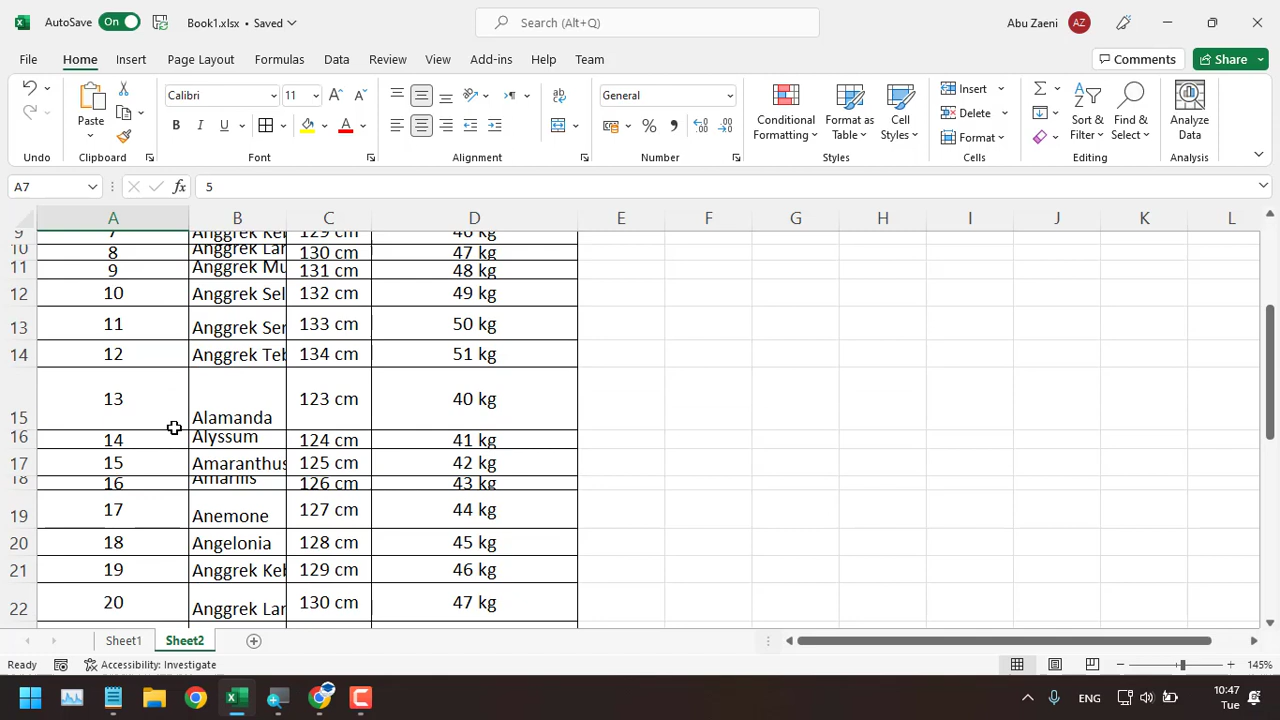 AutoSave On Book1.xlsx - Saved Search (Alt+Q) Abu Zaeni AZ
File Home Insert Page Layout Formulas Data Review View Add-ins Help Team Comments Share
Paste Calibri 11 General Conditional Formatting Format as Table Cell Styles Insert Delete Format Sort & Filter Find & Select Analyze Data
Undo Clipboard Font Alignment Number Styles Cells Editing Analysis
A7 fx 5
A B C D E F G H I J K L
9 7 Anggrek Kel 129 cm 46 kg
10 8 Anggrek Lar 130 cm 47 kg
11 9 Anggrek Mu 131 cm 48 kg
12 10 Anggrek Sel 132 cm 49 kg
13 11 Anggrek Ser 133 cm 50 kg
14 12 Anggrek Teb 134 cm 51 kg
15 13 Alamanda 123 cm 40 kg
16 14 Alyssum 124 cm 41 kg
17 15 Amaranthus 125 cm 42 kg
18 16 Amarilis 126 cm 43 kg
19 17 Anemone 127 cm 44 kg
20 18 Angelonia 128 cm 45 kg
21 19 Anggrek Keb 129 cm 46 kg
22 20 Anggrek Lar 130 cm 47 kg
Sheet1 Sheet2
Ready Accessibility: Investigate 145%
ENG 10:47
Tue